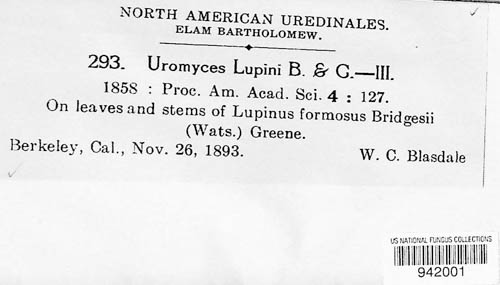 NORTH AMERICAN UREDINALES.
ELAM BARTHOLOMEW.
293. Uromyces Lupini B. & C.—III.
1858 : Proc. Am. Acad. Sci. 4 : 127.
On leaves and stems of Lupinus formosus Bridgesii
(Wats.) Greene.
Berkeley, Cal., Nov. 26, 1893. W. C. Blasdale
US NATIONAL FUNGUS COLLECTIONS
942001